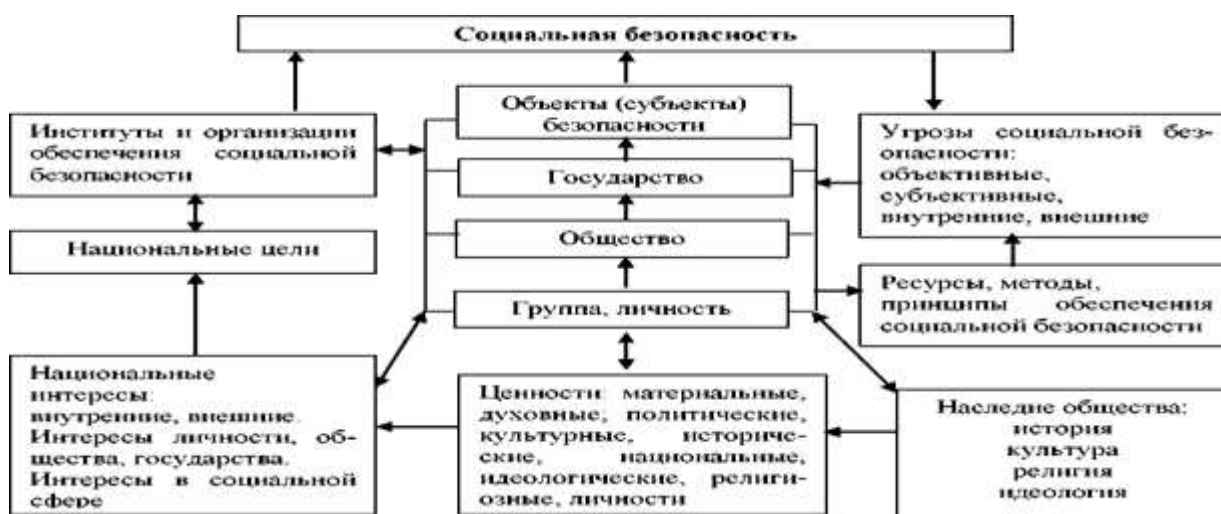 Социальная безопасность
Объекты (субъекты)
безопасности
Институты и организации
обеспечения социальной
безопасности
Угрозы социальной без-
опасности:
объективные,
субъективные,
внутренние, внешние
Государство
Национальные цели
Общество
Ресурсы, методы,
принципы обеспечения
социальной безопасности
Группа, личность
Национальные
интересы:
внутренние, внешние.
Интересы личности, об-
щества, государства.
Интересы в социальной
сфере
Ценности: материальные,
духовные; политические,
культурные, историче-
ские, национальные,
идеологические, религи-
озные, личности
Наследие общества:
история
культура
религия
идеология